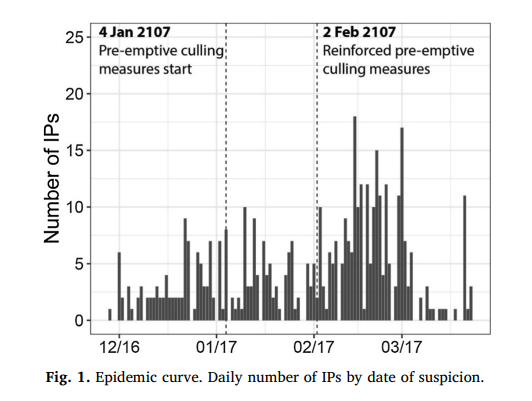 4 Jan 2107
Pre-emptive culling
measures start
2 Feb 2107
Reinforced pre-emptive
culling measures
Number of IPs
25
20
15
10
5
0
12/16 01/17 02/17 03/17
Fig. 1. Epidemic curve. Daily number of IPs by date of suspicion.